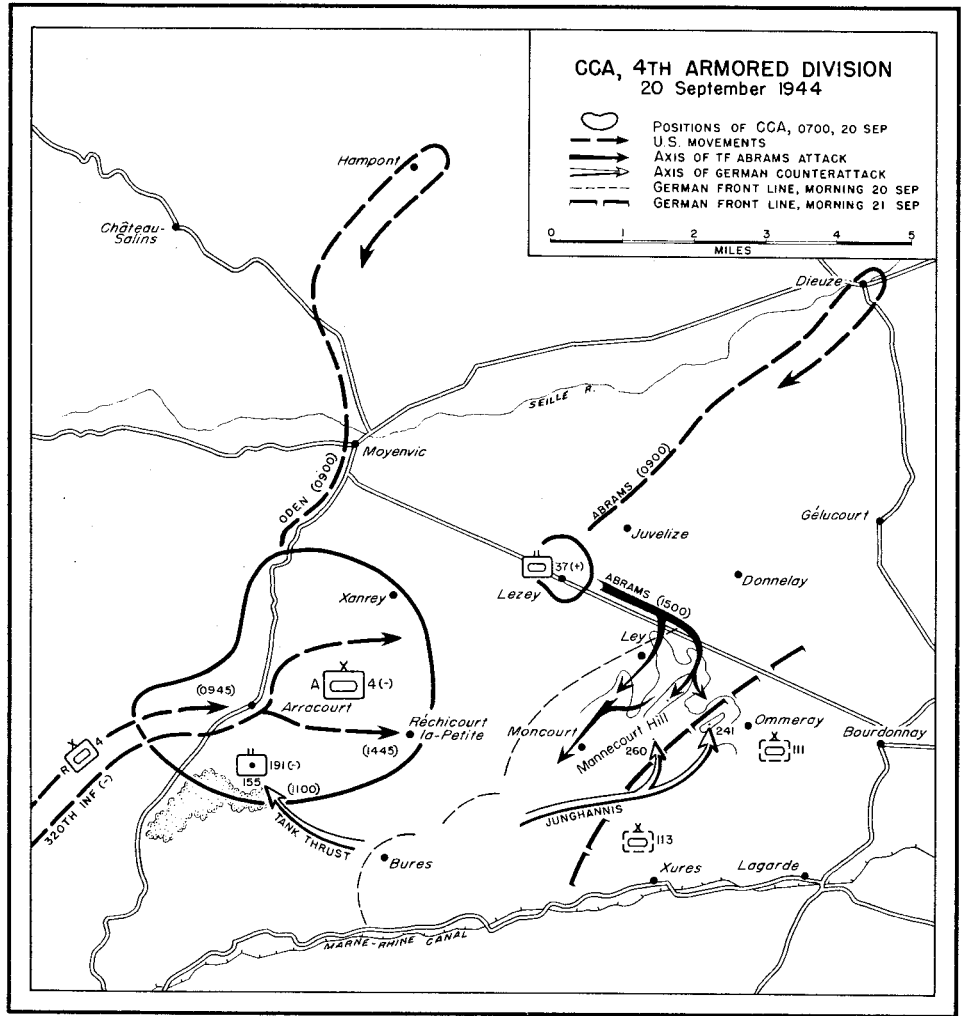 CCA, 4TH ARMORED DIVISION
20 September 1944
POSITIONS OF CCA, 0700, 20 SEP
U.S. MOVEMENTS
AXIS OF TF ABRAMS ATTACK
AXIS OF GERMAN COUNTERATTACK
GERMAN FRONT LINE, MORNING 20 SEP
GERMAN FRONT LINE, MORNING 21 SEP
0 1 2 3 4 5
MILES
Hampont
Château-
Salins
Dieuze
SEILLE R.
Moyenvic
ODEN (0900)
ABRAMS (0900)
Gélucourt
Juvelize
37(+)
Lezey
Donnelay
ABRAMS (1500)
Xanrey
Ley
X
A 4(-)
(0945)
Arracourt
Réchicourt
la-Petite
(1445)
Moncourt
Mannecourt Hill
241
260
Ommeray
X
111
Bourdonnay
X
R 4
320TH INF (-)
191(-)
155
(1100)
TANK THRUST
JUNGHANNIS
Bures
X
113
Xures
Lagarde
MARNE-RHINE CANAL